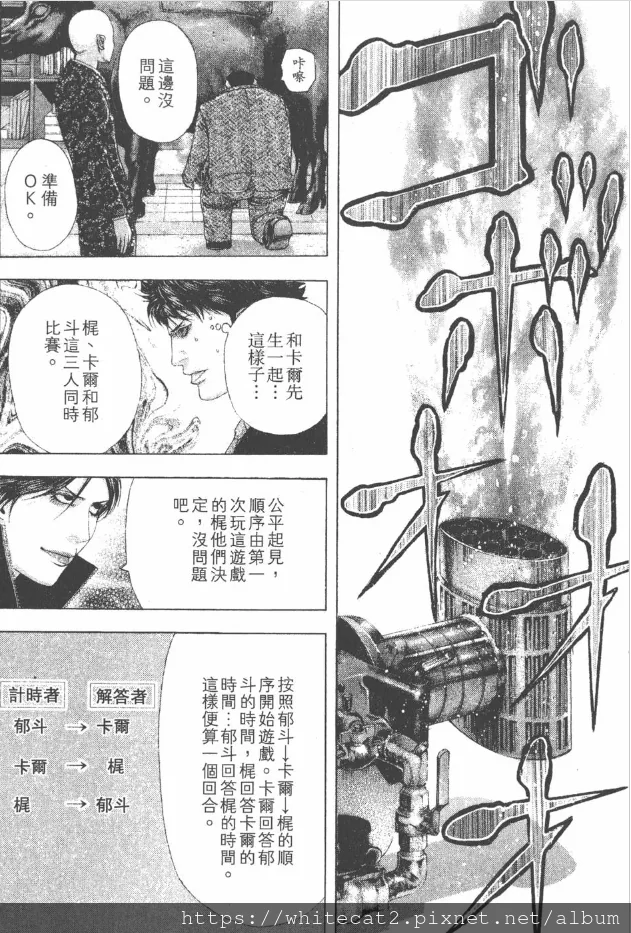 ゴオオオオ
咔嚓
這邊沒
問題。
準備
OK。
和卡爾先
生一起…
這樣子…
梶、卡爾和郁
斗這三人同時
比賽。
公平起見，
順序由第一
次玩這遊戲
的梶他們決
定，沒問題
吧。
按照郁斗→卡爾→梶的順
序開始遊戲。卡爾回答郁
斗的時間，梶回答卡爾的
時間…郁斗回答梶的時間。
這樣便算一個回合。
計時者 解答者
郁斗 → 卡爾
卡爾 → 梶
梶 → 郁斗
https://whitecat2.pixnet.net/album